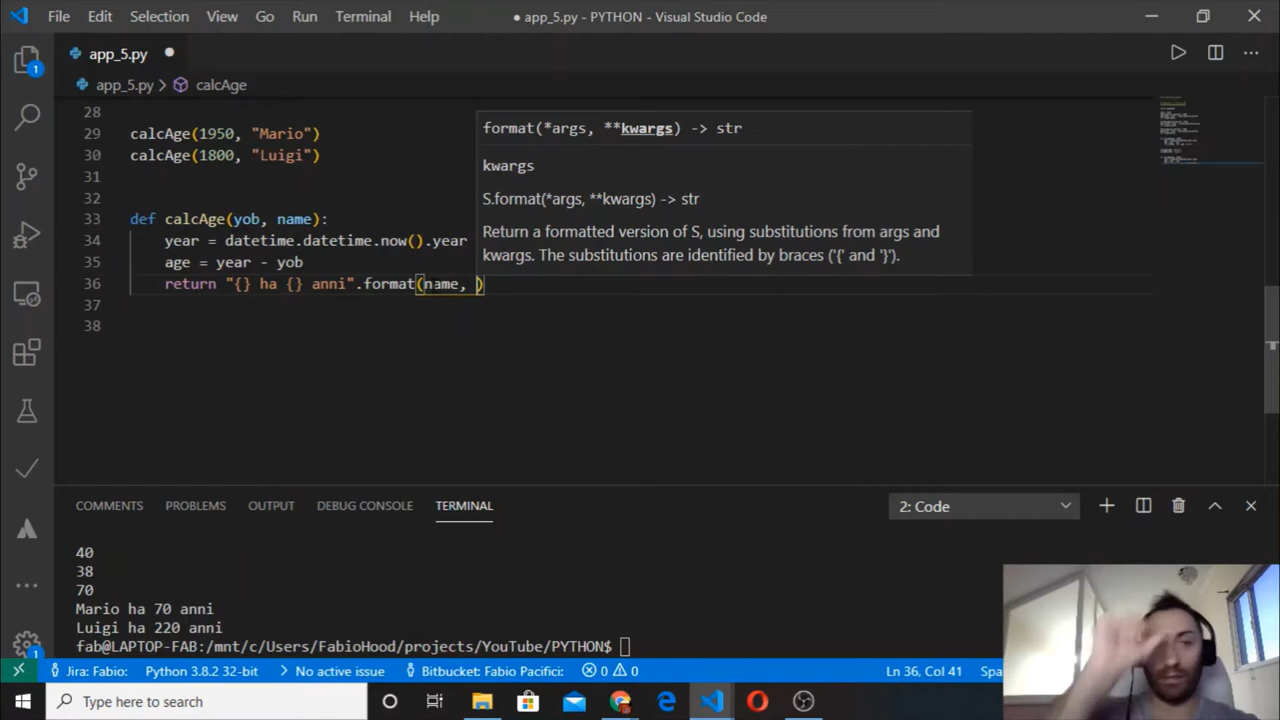 File Edit Selection View Go Run Terminal Help
● app_5.py - PYTHON - Visual Studio Code
app_5.py
app_5.py > calcAge
28
29 calcAge(1950, "Mario")
30 calcAge(1800, "Luigi")
31
32
33 def calcAge(yob, name):
34 year = datetime.datetime.now().year
35 age = year - yob
36 return "{} ha {} anni".format(name, )
37
38
format(*args, **kwargs) -> str
kwargs
S.format(*args, **kwargs) -> str
Return a formatted version of S, using substitutions from args and
kwargs. The substitutions are identified by braces ('{' and '}').
1
COMMENTS PROBLEMS OUTPUT DEBUG CONSOLE TERMINAL
2: Code
40
38
70
Mario ha 70 anni
Luigi ha 220 anni
fab@LAPTOP-FAB:/mnt/c/Users/FabioHood/projects/YouTube/PYTHON$
1
Jira: Fabio: Python 3.8.2 32-bit No active issue Bitbucket: Fabio Pacifici: 0 0 Ln 36, Col 41 Spa
Type here to search